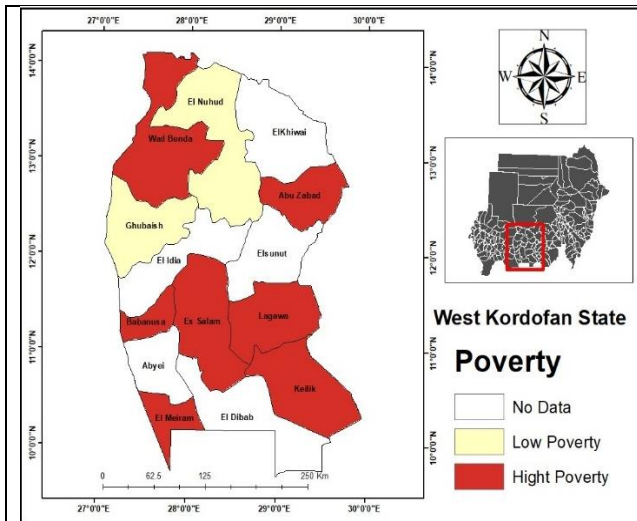 27°0'0"E 28°0'0"E 29°0'0"E 30°0'0"E
14°0'0"N
13°0'0"N
12°0'0"N
11°0'0"N
10°0'0"N
14°0'0"N
13°0'0"N
12°0'0"N
11°0'0"N
10°0'0"N
El Nuhud
ElKhiwai
Wad Benda
Abu Zabad
Ghubaish
El Idia
Elsunut
Babanusa
Es Salam
Lagawa
Abyei
Keilik
El Meiram
El Dibab
0 62.5 125 250 Km
27°0'0"E 28°0'0"E 29°0'0"E 30°0'0"E
N
W E
S
West Kordofan State
Poverty
No Data
Low Poverty
Hight Poverty